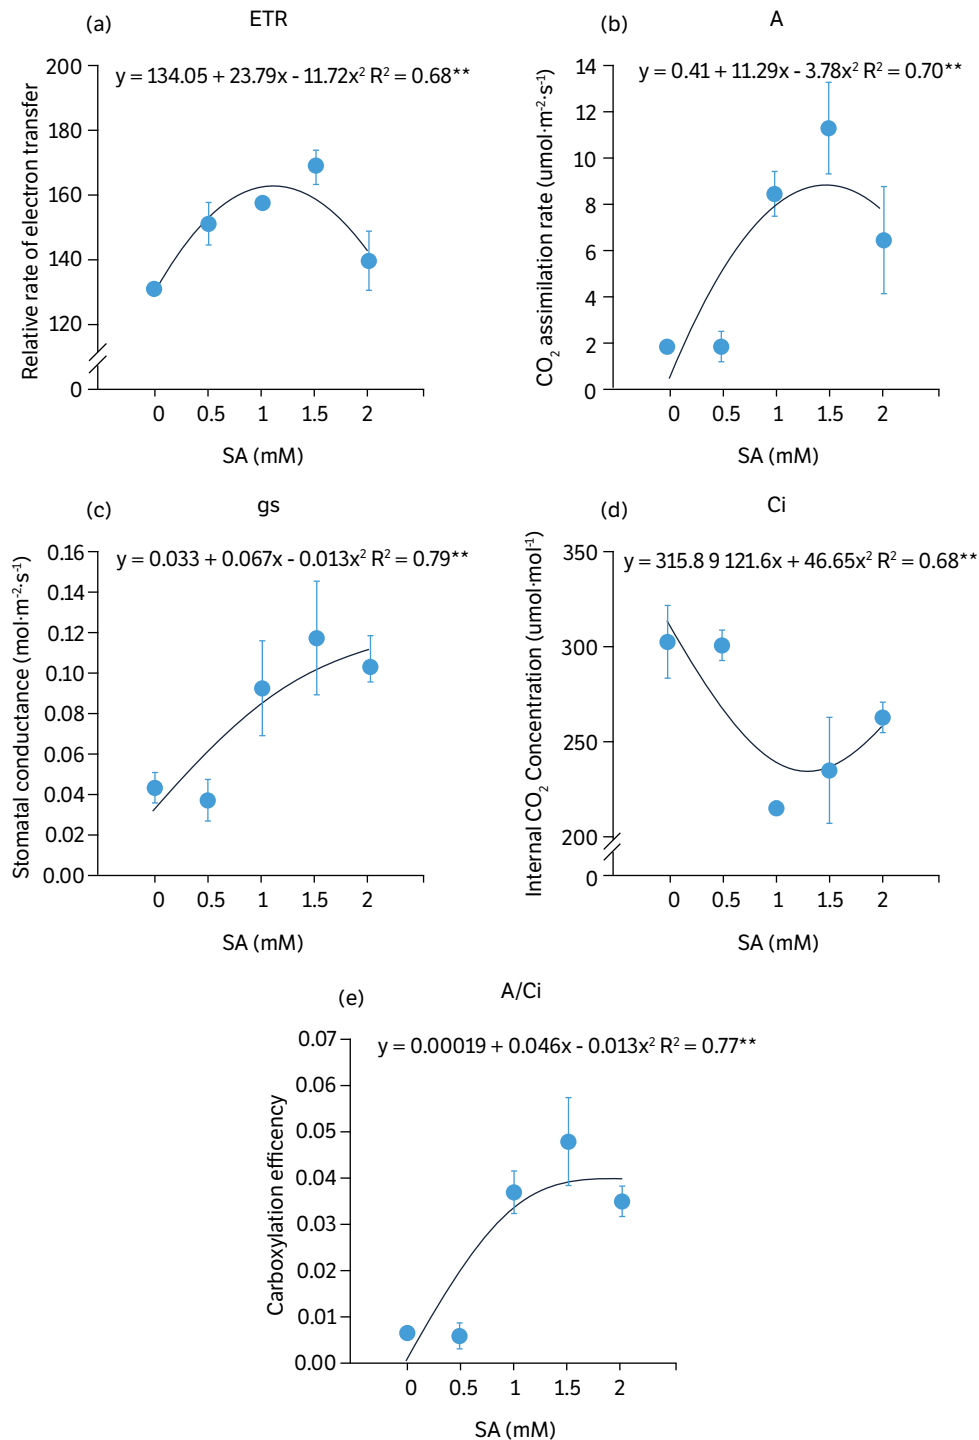 (a) ETR
y = 134.05 + 23.79x - 11.72x² R² = 0.68**
Relative rate of electron transfer
200
180
160
140
120
0
0 0.5 1 1.5 2
SA (mM)
(b) A
y = 0.41 + 11.29x - 3.78x² R² = 0.70**
CO₂ assimilation rate (umol·m⁻²·s⁻¹)
14
12
10
8
6
4
2
0
0 0.5 1 1.5 2
SA (mM)
(c) gs
y = 0.033 + 0.067x - 0.013x² R² = 0.79**
Stomatal conductance (mol·m⁻²·s⁻¹)
0.16
0.14
0.12
0.10
0.08
0.06
0.04
0.02
0.00
0 0.5 1 1.5 2
SA (mM)
(d) Ci
y = 315.8 9 121.6x + 46.65x² R² = 0.68**
Internal CO₂ Concentration (umol·mol⁻¹)
350
300
250
200
0
0 0.5 1 1.5 2
SA (mM)
(e) A/Ci
y = 0.00019 + 0.046x - 0.013x² R² = 0.77**
Carboxylation efficency
0.07
0.06
0.05
0.04
0.03
0.02
0.01
0.00
0 0.5 1 1.5 2
SA (mM)